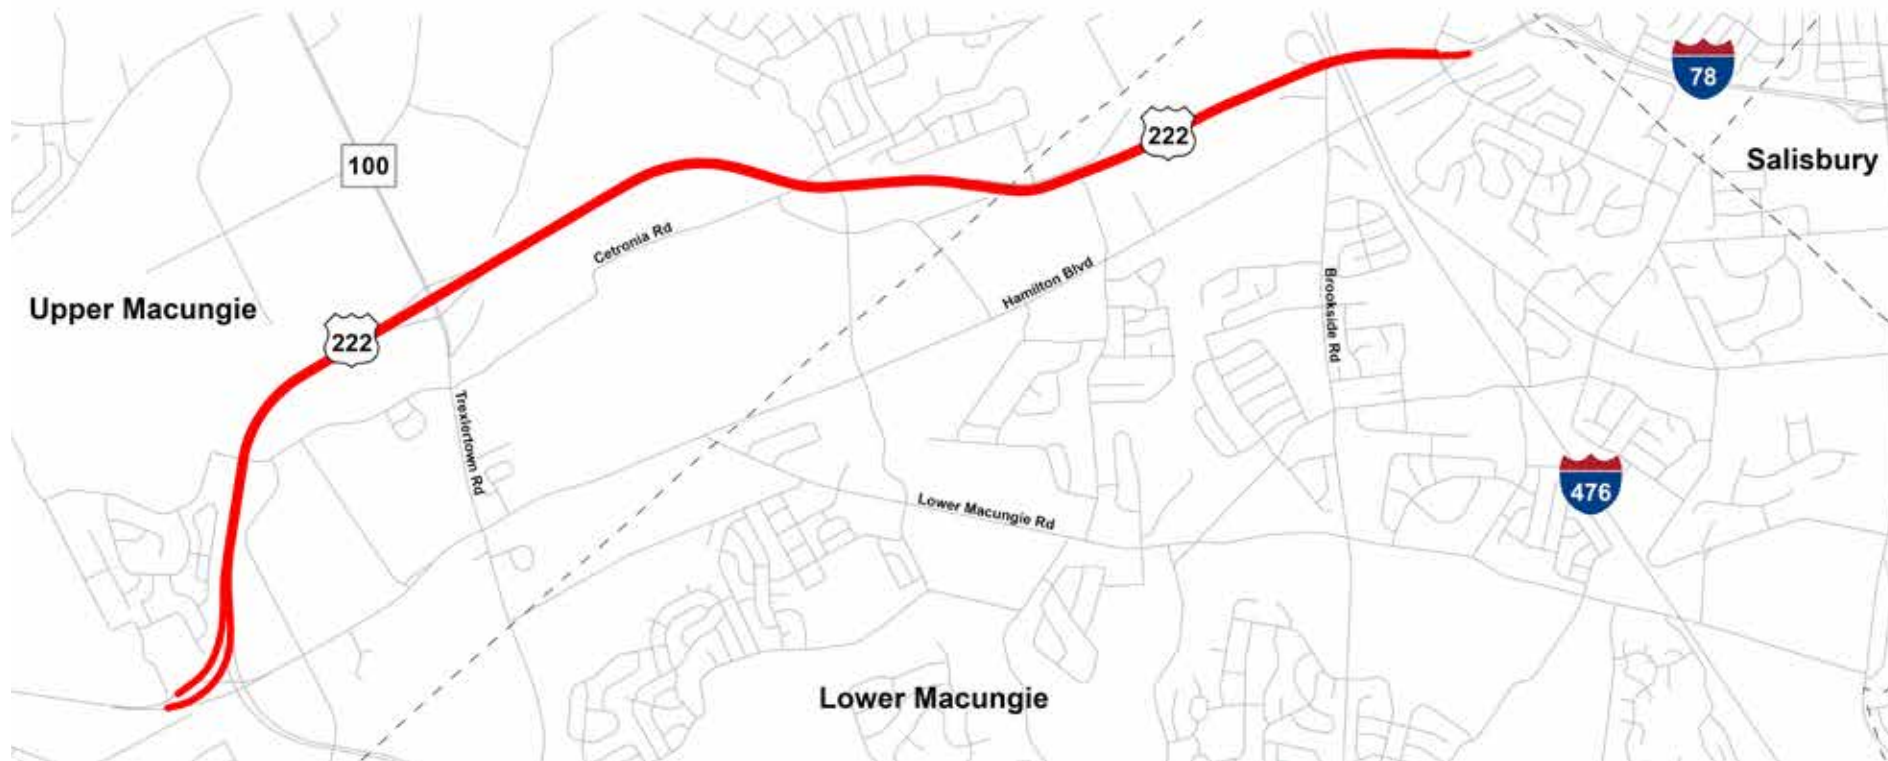 78
222
Salisbury
100
Cetronia Rd
Hamilton Blvd
Upper Macungie
222
Brookside Rd
Trexlertown Rd
476
Lower Macungie Rd
Lower Macungie